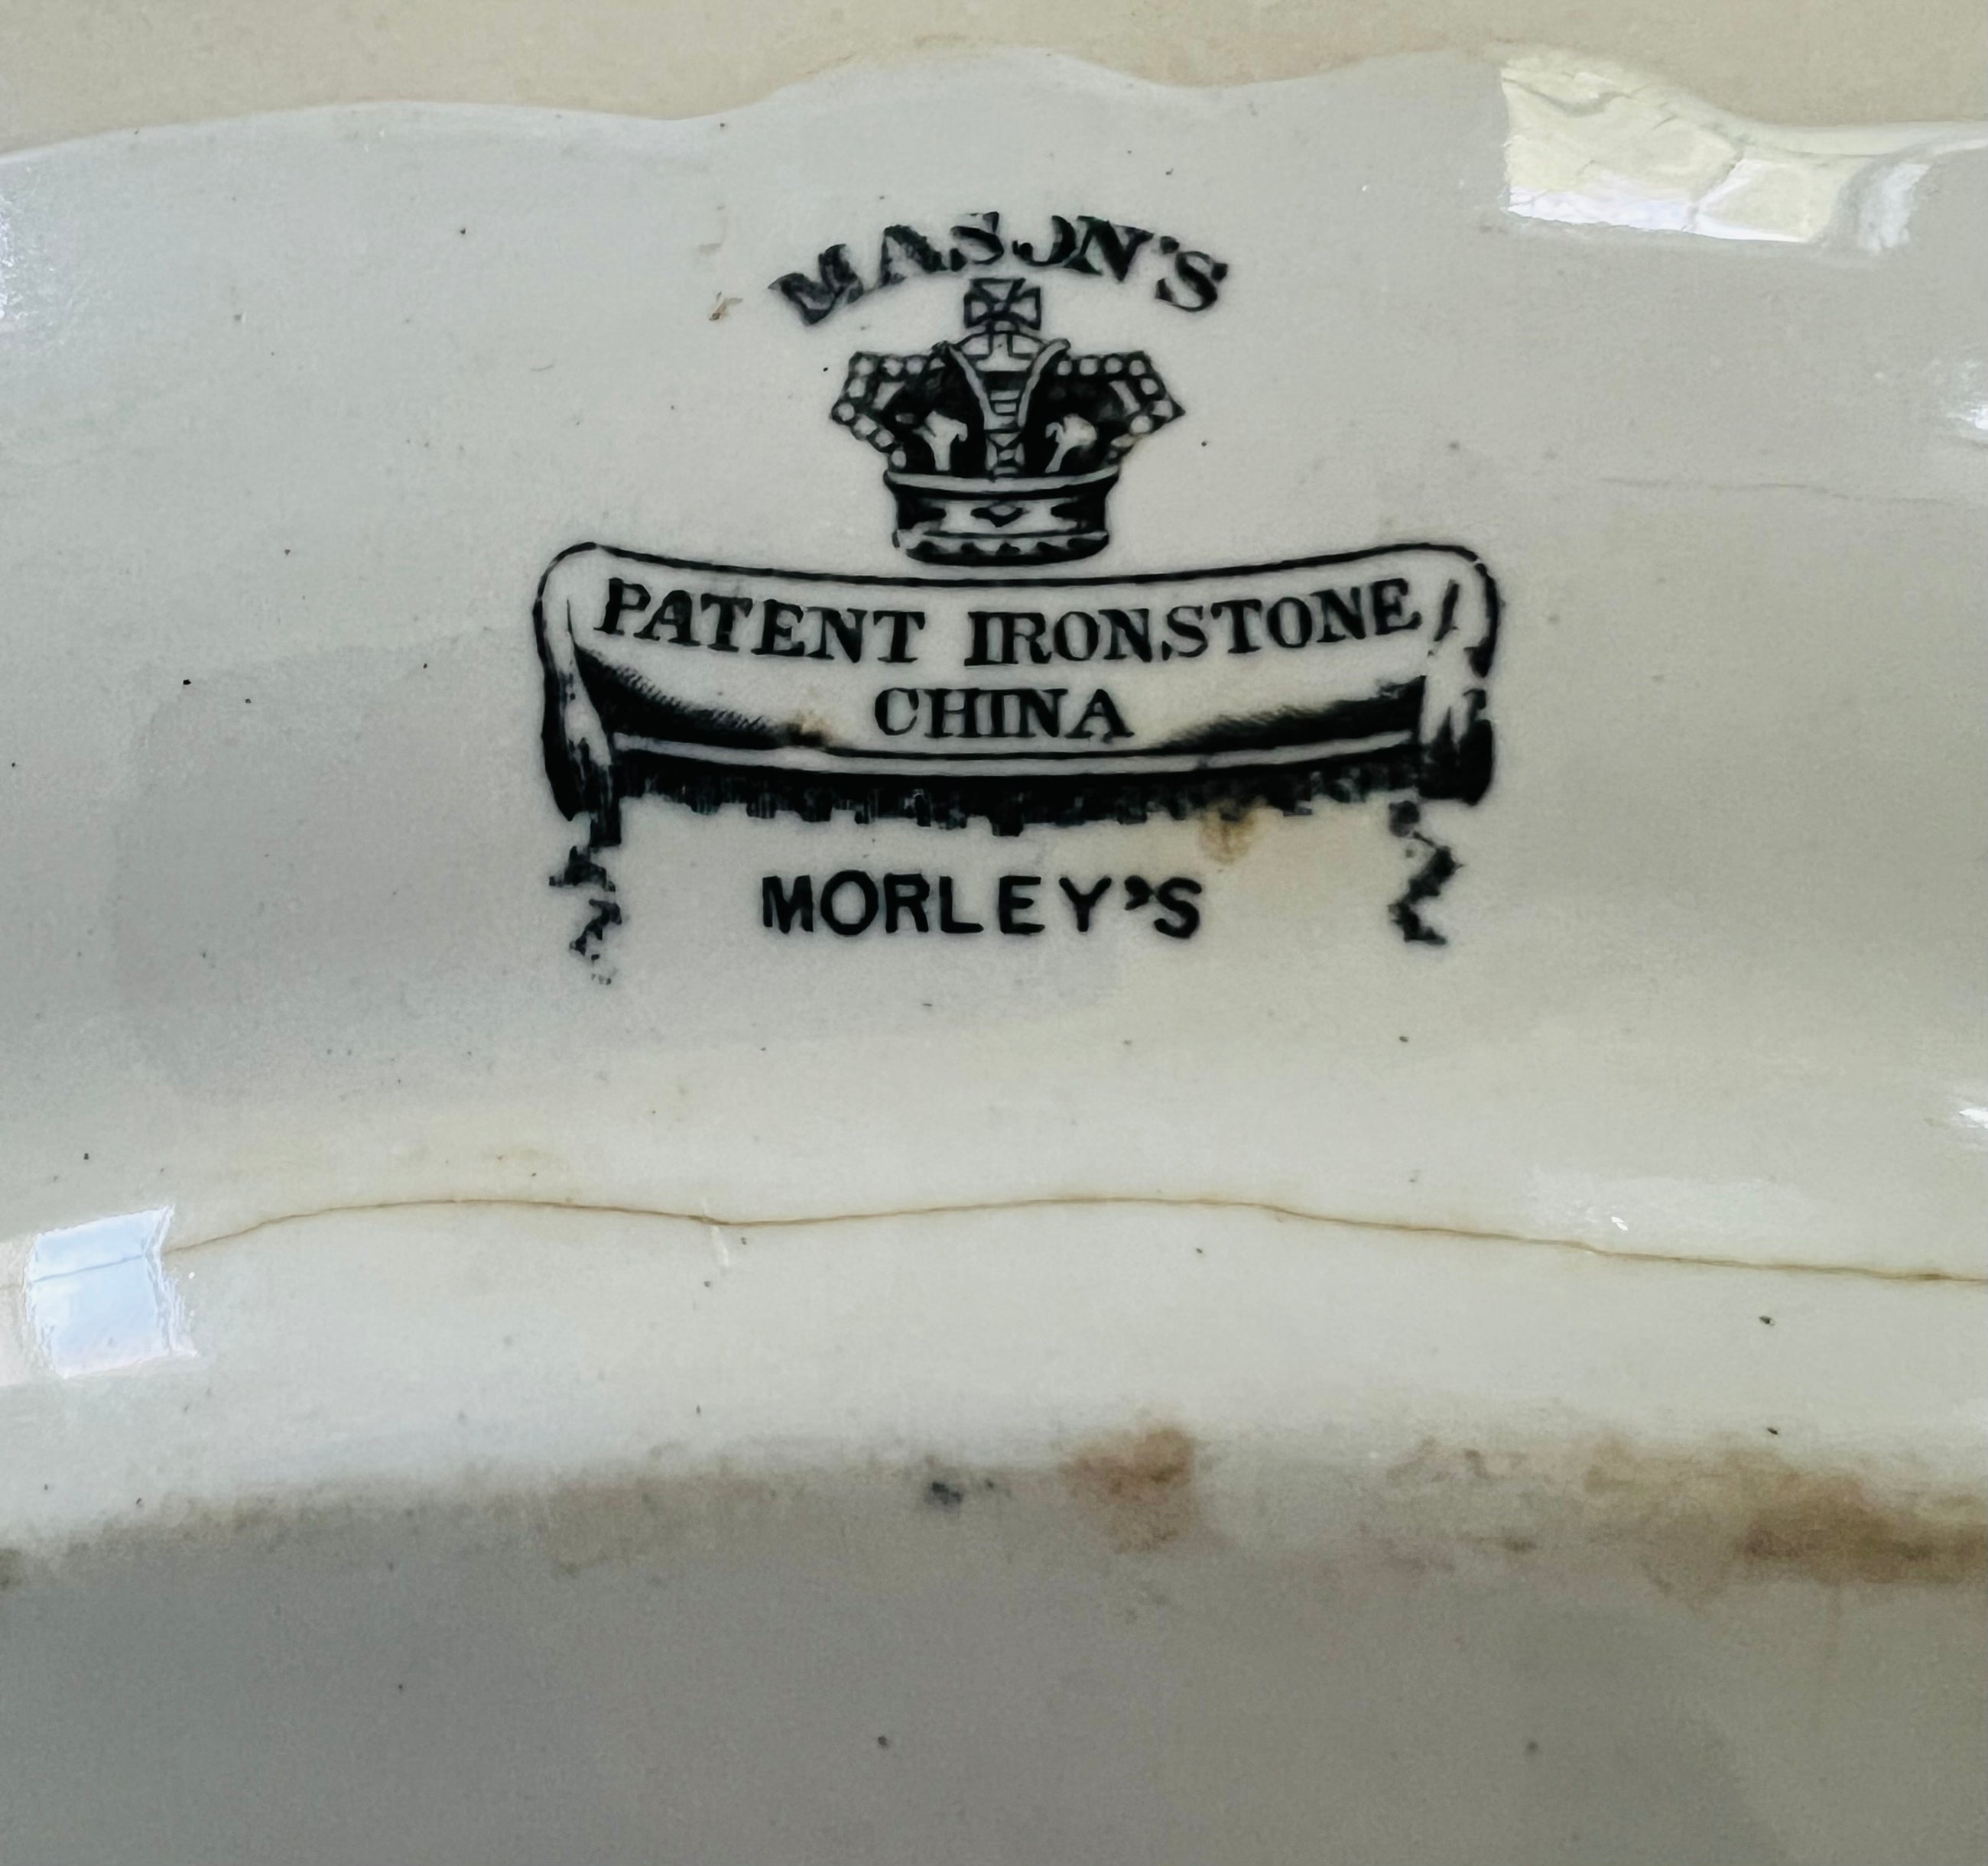 MASON'S
PATENT IRONSTONE
CHINA
MORLEY'S